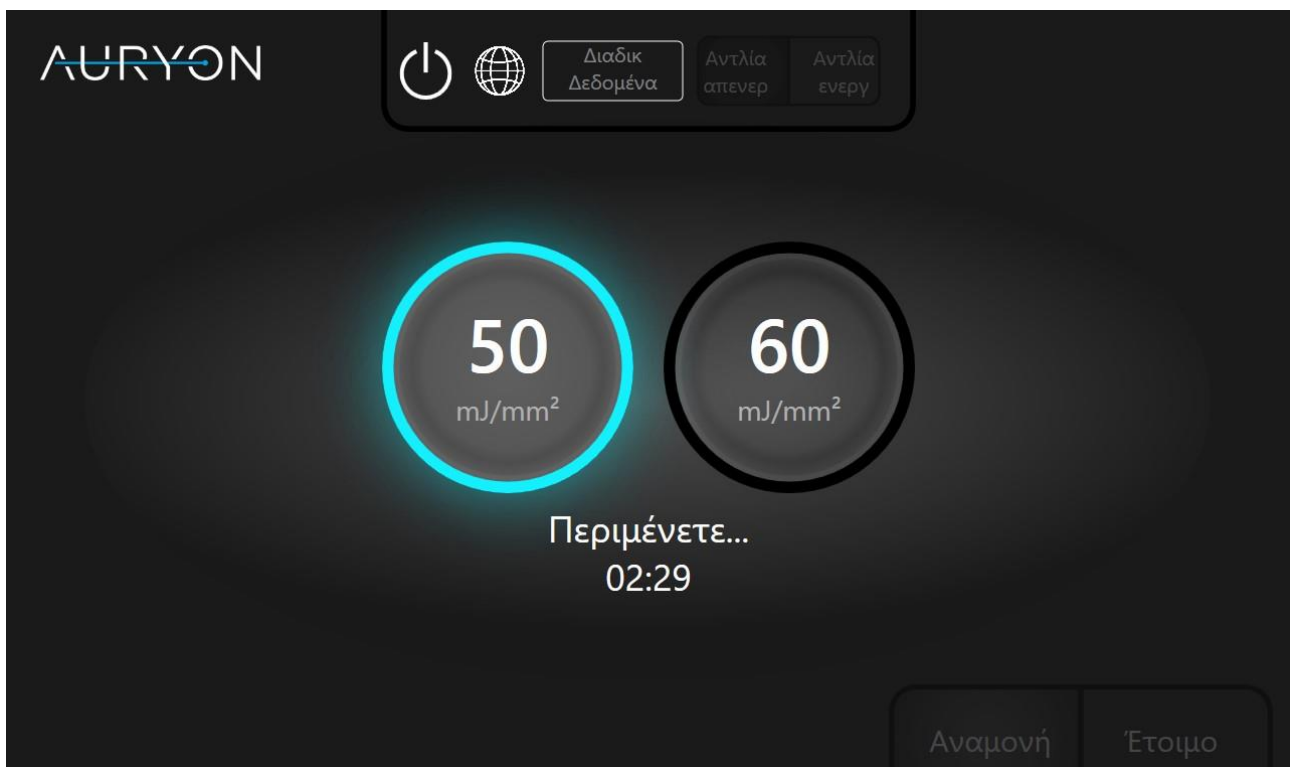 AURYON
Διαδικ
Δεδομένα
Αντλία
απενερ
Αντλία
ενεργ
50
mJ/mm²
60
mJ/mm²
Περιμένετε...
02:29
Αναμονή
Έτοιμο